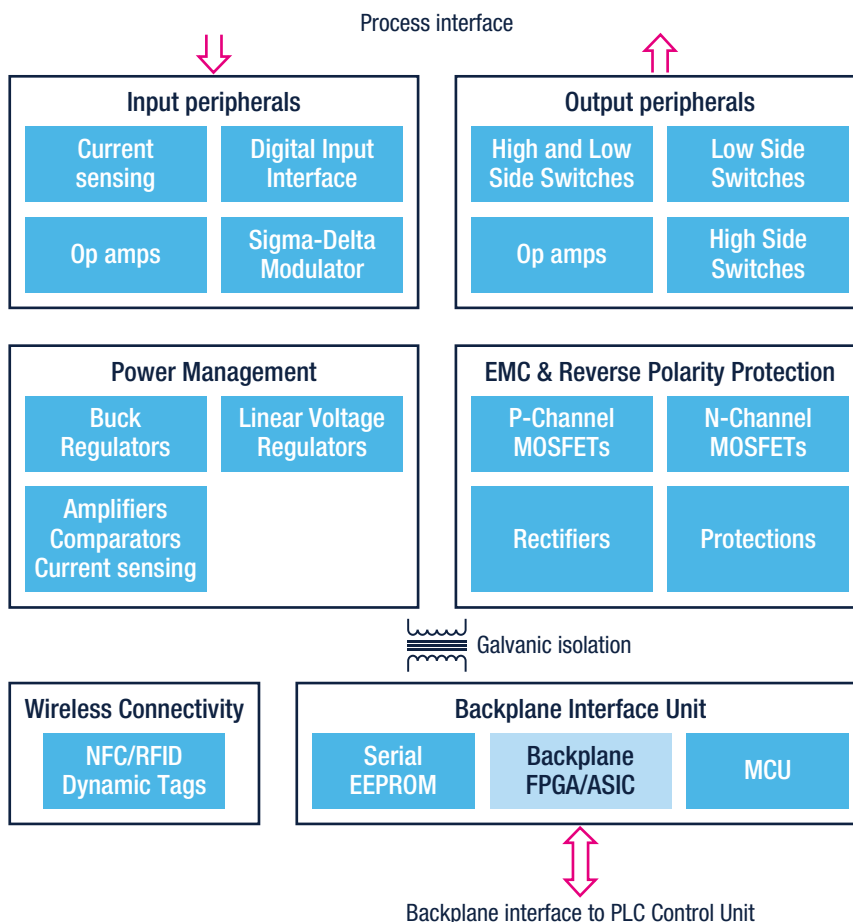 Process interface
Input peripherals
Current
sensing
Digital Input
Interface
Op amps
Sigma-Delta
Modulator
Output peripherals
High and Low
Side Switches
Low Side
Switches
Op amps
High Side
Switches
Power Management
Buck
Regulators
Linear Voltage
Regulators
Amplifiers
Comparators
Current sensing
EMC & Reverse Polarity Protection
P-Channel
MOSFETs
N-Channel
MOSFETs
Rectifiers
Protections
Galvanic isolation
Wireless Connectivity
NFC/RFID
Dynamic Tags
Backplane Interface Unit
Serial
EEPROM
Backplane
FPGA/ASIC
MCU
Backplane interface to PLC Control Unit